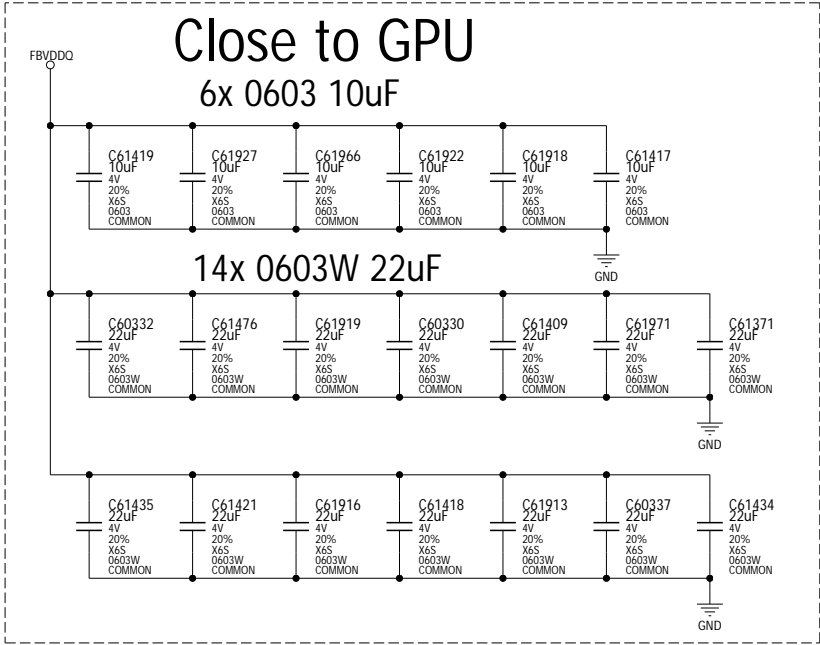 Close to GPU
FBVDDQ
6x 0603 10uF
C61419
10uF
4V
20%
X6S
0603
COMMON
C61927
10uF
4V
20%
X6S
0603
COMMON
C61966
10uF
4V
20%
X6S
0603
COMMON
C61922
10uF
4V
20%
X6S
0603
COMMON
C61918
10uF
4V
20%
X6S
0603
COMMON
C61417
10uF
4V
20%
X6S
0603
COMMON
GND
14x 0603W 22uF
C60332
22uF
4V
20%
X6S
0603W
COMMON
C61476
22uF
4V
20%
X6S
0603W
COMMON
C61919
22uF
4V
20%
X6S
0603W
COMMON
C60330
22uF
4V
20%
X6S
0603W
COMMON
C61409
22uF
4V
20%
X6S
0603W
COMMON
C61971
22uF
4V
20%
X6S
0603W
COMMON
C61371
22uF
4V
20%
X6S
0603W
COMMON
GND
C61435
22uF
4V
20%
X6S
0603W
COMMON
C61421
22uF
4V
20%
X6S
0603W
COMMON
C61916
22uF
4V
20%
X6S
0603W
COMMON
C61418
22uF
4V
20%
X6S
0603W
COMMON
C61913
22uF
4V
20%
X6S
0603W
COMMON
C60337
22uF
4V
20%
X6S
0603W
COMMON
C61434
22uF
4V
20%
X6S
0603W
COMMON
GND